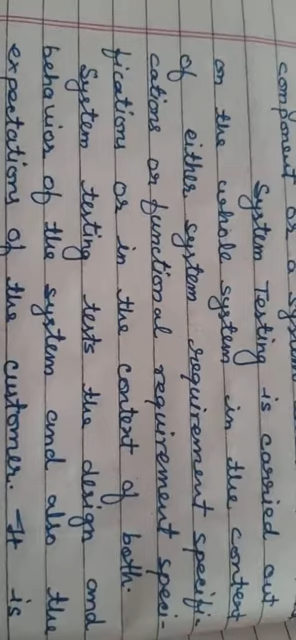 component or a system
System Testing is carried out
on the whole system in the context
of either system requirement specifi-
cations or functional requirement speci-
fications or in the context of both.
System testing tests the design and
behavior of the system and also the
expectations of the customer. It is